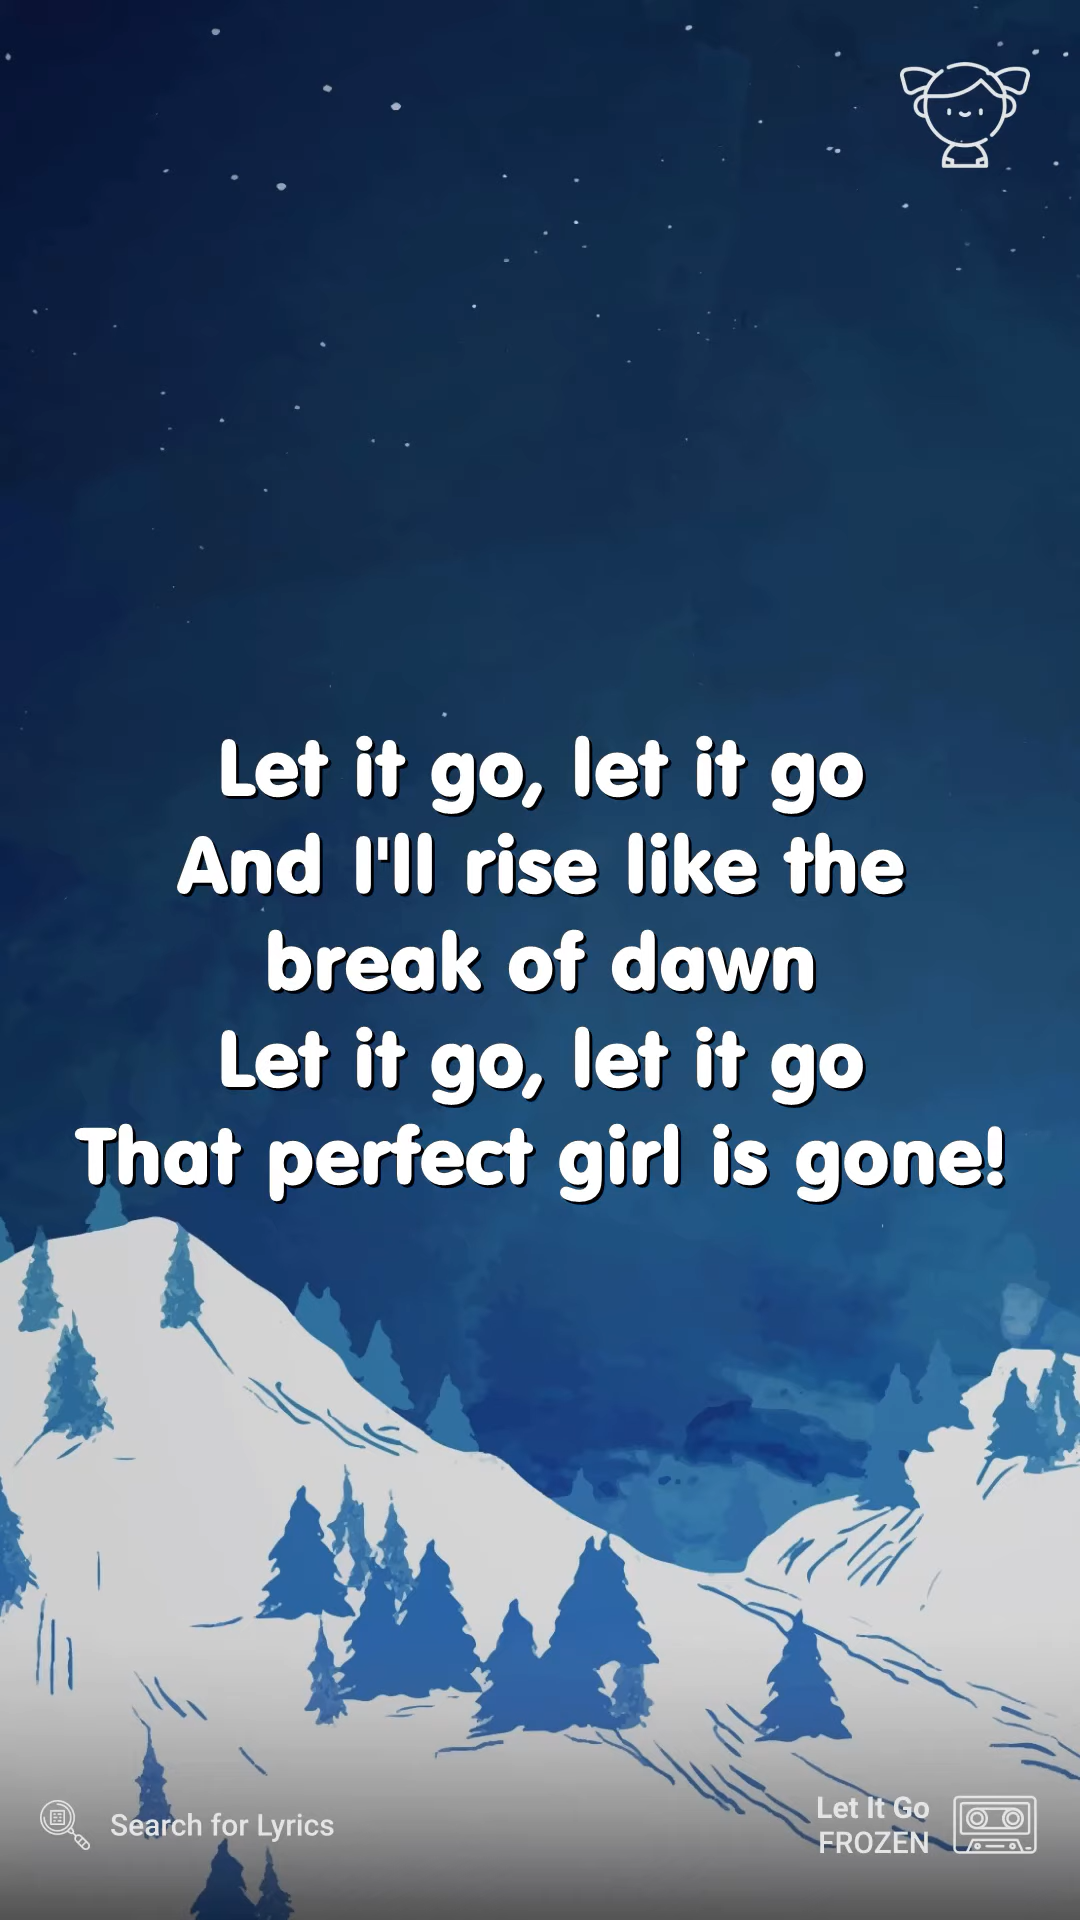 Let it go, let it go
And I'll rise like the
break of dawn
Let it go, let it go
That perfect girl is gone!
Search for Lyrics
Let It Go
FROZEN